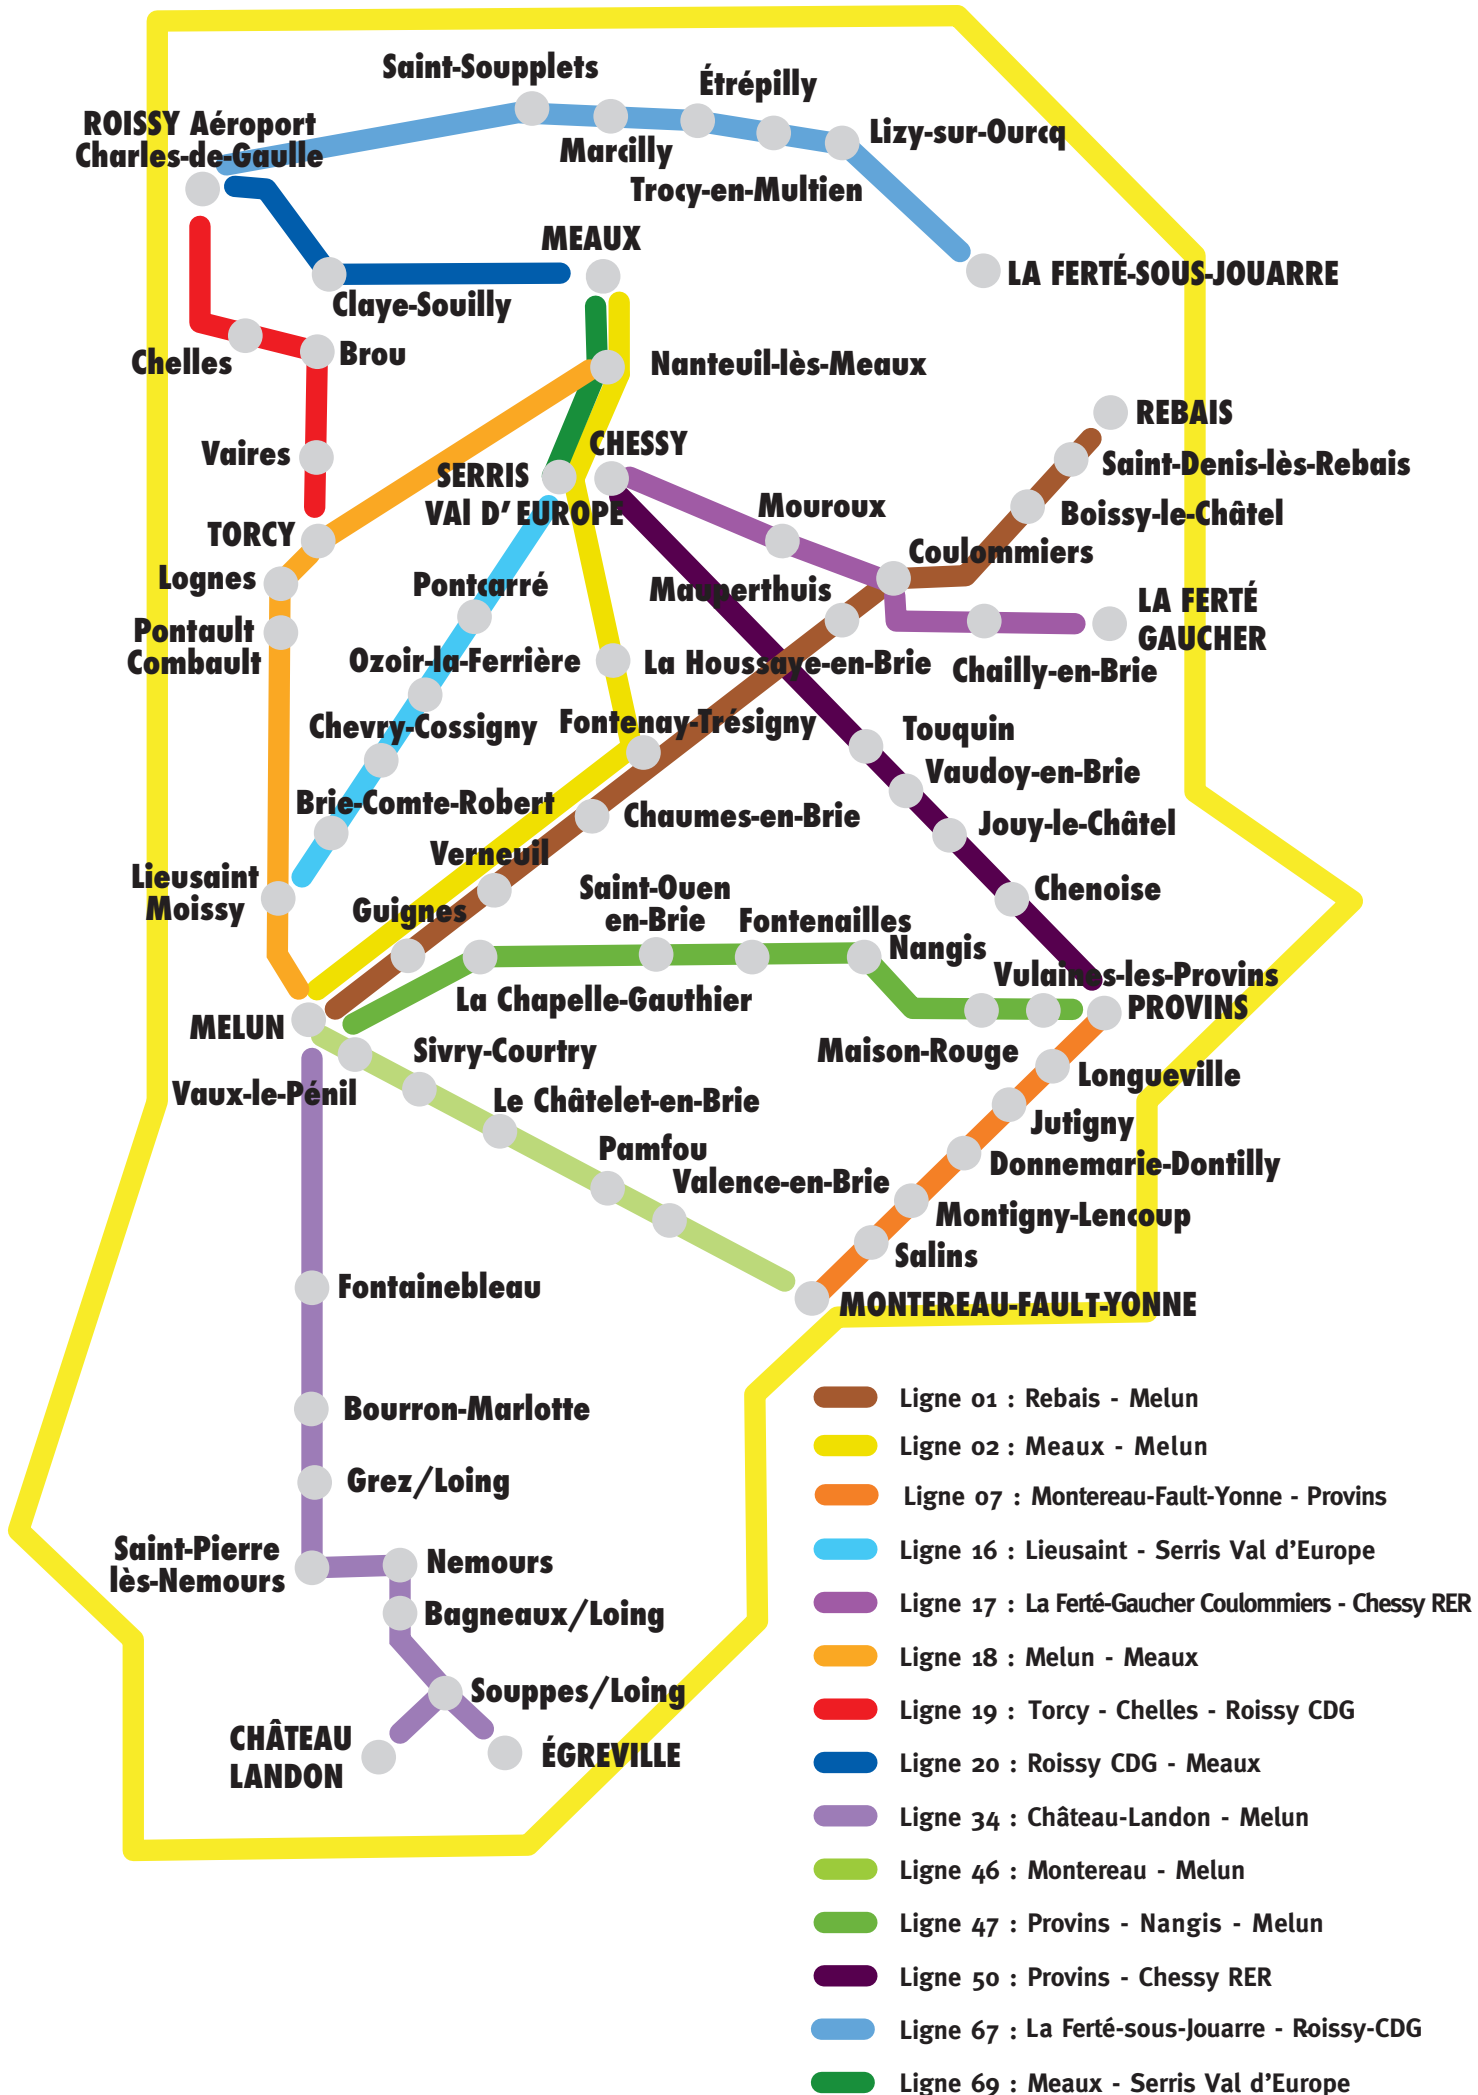 Saint-Soupplets
Étrépilly
ROISSY Aéroport
Charles-de-Gaulle
Lizy-sur-Ourcq
Marcilly
Trocy-en-Multien
MEAUX
LA FERTÉ-SOUS-JOUARRE
Claye-Souilly
Chelles
Brou
Nanteuil-lès-Meaux
REBAIS
Vaires
CHESSY
Saint-Denis-lès-Rebais
SERRIS
VAl D'EUROPE
Mouroux
Boissy-le-Châtel
TORCY
Coulommiers
Lognes
Pontcarré
Mauperthuis
LA FERTÉ
GAUCHER
Pontault
Combault
Ozoir-la-Ferrière
La Houssaye-en-Brie
Chailly-en-Brie
Chevry-Cossigny
Fontenay-Trésigny
Touquin
Vaudoy-en-Brie
Brie-Comte-Robert
Chaumes-en-Brie
Jouy-le-Châtel
Verneuil
Lieusaint
Moissy
Guignes
Saint-Ouen
en-Brie
Chenoise
Fontenailles
Nangis
Vulaines-les-Provins
La Chapelle-Gauthier
PROVINS
MELUN
Sivry-Courtry
Maison-Rouge
Longueville
Vaux-le-Pénil
Le Châtelet-en-Brie
Jutigny
Pamfou
Donnemarie-Dontilly
Valence-en-Brie
Montigny-Lencoup
Salins
Fontainebleau
MONTEREAU-FAULT-YONNE
Bourron-Marlotte
Grez/Loing
Saint-Pierre
lès-Nemours
Nemours
Bagneaux/Loing
Souppes/Loing
CHÂTEAU
LANDON
ÉGREVILLE
Ligne 01 : Rebais - Melun
Ligne 02 : Meaux - Melun
Ligne 07 : Montereau-Fault-Yonne - Provins
Ligne 16 : Lieusaint - Serris Val d'Europe
Ligne 17 : La Ferté-Gaucher Coulommiers - Chessy RER
Ligne 18 : Melun - Meaux
Ligne 19 : Torcy - Chelles - Roissy CDG
Ligne 20 : Roissy CDG - Meaux
Ligne 34 : Château-Landon - Melun
Ligne 46 : Montereau - Melun
Ligne 47 : Provins - Nangis - Melun
Ligne 50 : Provins - Chessy RER
Ligne 67 : La Ferté-sous-Jouarre - Roissy-CDG
Ligne 69 : Meaux - Serris Val d'Europe